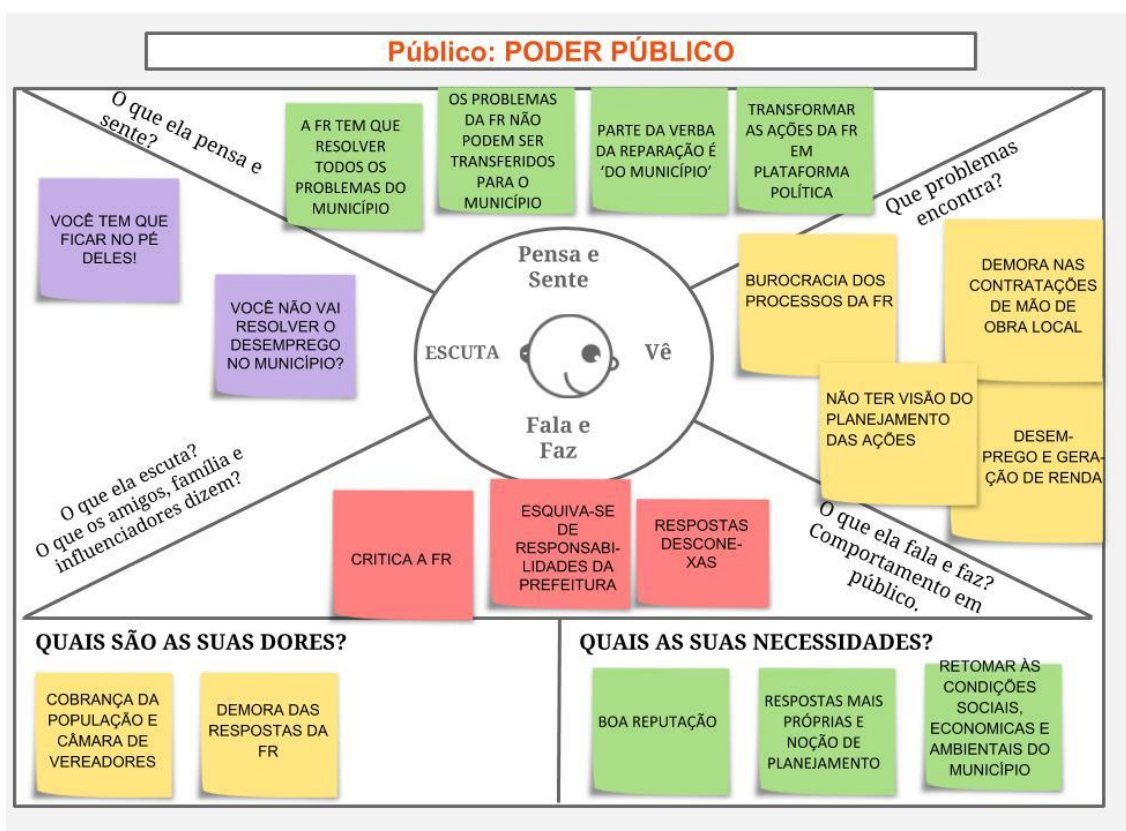 Público: PODER PÚBLICO
O que ela pensa e
sente?
A FR TEM QUE
RESOLVER
TODOS OS
PROBLEMAS DO
MUNICÍPIO
OS PROBLEMAS
DA FR NÃO
PODEM SER
TRANSFERIDOS
PARA O
MUNICÍPIO
PARTE DA VERBA
DA REPARAÇÃO É
‘DO MUNICÍPIO’
TRANSFORMAR
AS AÇÕES DA FR
EM
PLATAFORMA
POLÍTICA
Que problemas
encontra?
VOCÊ TEM QUE
FICAR NO PÉ
DELES!
VOCÊ NÃO VAI
RESOLVER O
DESEMPREGO
NO MUNICÍPIO?
Pensa e
Sente
ESCUTA
Vê
Fala e
Faz
BUROCRACIA DOS
PROCESSOS DA FR
DEMORA NAS
CONTRATAÇÕES
DE MÃO DE
OBRA LOCAL
NÃO TER VISÃO DO
PLANEJAMENTO
DAS AÇÕES
DESEM-
PREGO E GERA-
ÇÃO DE RENDA
O que ela escuta?
O que os amigos, família e
influenciadores dizem?
CRITICA A FR
ESQUIVA-SE
DE
RESPONSABI-
LIDADES DA
PREFEITURA
RESPOSTAS
DESCONE-
XAS
O que ela fala e faz?
Comportamento em
público.
QUAIS SÃO AS SUAS DORES?
COBRANÇA DA
POPULAÇÃO E
CÂMARA DE
VEREADORES
DEMORA DAS
RESPOSTAS DA
FR
QUAIS AS SUAS NECESSIDADES?
BOA REPUTAÇÃO
RESPOSTAS MAIS
PRÓPRIAS E
NOÇÃO DE
PLANEJAMENTO
RETOMAR ÀS
CONDIÇÕES
SOCIAIS,
ECONOMICAS E
AMBIENTAIS DO
MUNICÍPIO